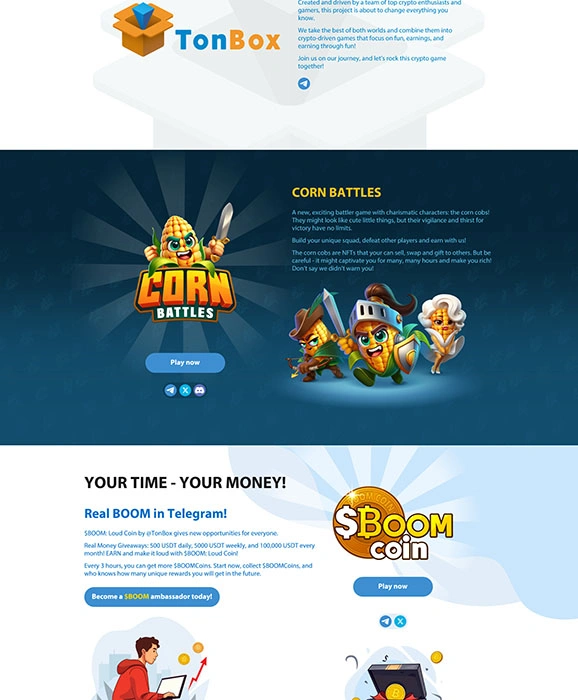 Created and driven by a team of top crypto enthusiasts and
gamers, this project is about to change everything you
know.
We take the best of both worlds and combine them into
crypto-driven games that focus on fun, earnings, and
earning through fun!
Join us on our journey, and let's rock this crypto game
together!
TonBox
CORN BATTLES
A new, exciting battler game with charismatic characters: the corn cobs!
They might look like cute little things, but their vigilance and thirst for
victory have no limits.
Build your unique squad, defeat other players and earn with us!
The corn cobs are NFTs that your can sell, swap and gift to others. But be
careful - it might captivate you for many, many hours and make you rich!
Don't say we didn't warn you!
CORN
BATTLES
Play now
YOUR TIME - YOUR MONEY!
Real BOOM in Telegram!
$BOOM: Loud Coin by @TonBox gives new opportunities for everyone.
Real Money Giveaways: 500 USDT daily, 5000 USDT weekly, and 100,000 USDT every
month! EARN and make it loud with $BOOM: Loud Coin!
Every 3 hours, you can get more $BOOMCoins. Start now, collect $BOOMCoins, and
who knows how many unique rewards you will get in the future.
Become a $BOOM ambassador today!
BOOM COIN
$BOOM
coin
Play now